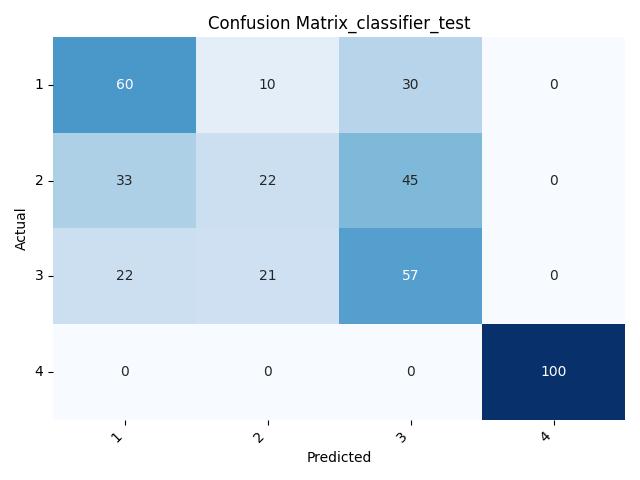 Confusion Matrix_classifier_test
Actual
1 60 10 30 0
2 33 22 45 0
3 22 21 57 0
4 0 0 0 100
1 2 3 4
Predicted